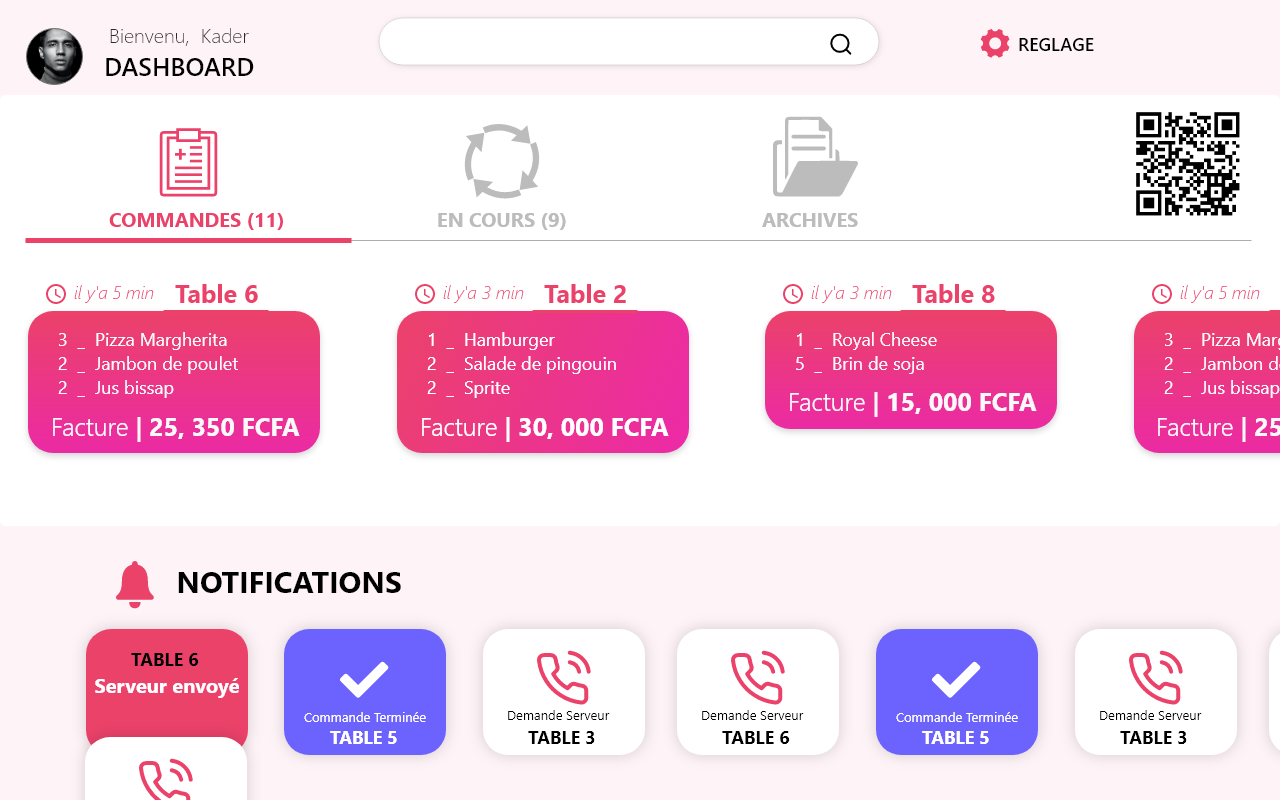 Bienvenu, Kader
DASHBOARD
REGLAGE
COMMANDES (11)
EN COURS (9)
ARCHIVES
il y'a 5 min Table 6
3 _ Pizza Margherita
2 _ Jambon de poulet
2 _ Jus bissap
Facture | 25, 350 FCFA
il y'a 3 min Table 2
1 _ Hamburger
2 _ Salade de pingouin
2 _ Sprite
Facture | 30, 000 FCFA
il y'a 3 min Table 8
1 _ Royal Cheese
5 _ Brin de soja
Facture | 15, 000 FCFA
il y'a 5 min
3 _ Pizza
2 _ Jambon
2 _ Jus bissap
Facture | 25
NOTIFICATIONS
TABLE 6
Serveur envoyé
Commande Terminée
TABLE 5
Demande Serveur
TABLE 3
Demande Serveur
TABLE 6
Commande Terminée
TABLE 5
Demande Serveur
TABLE 3